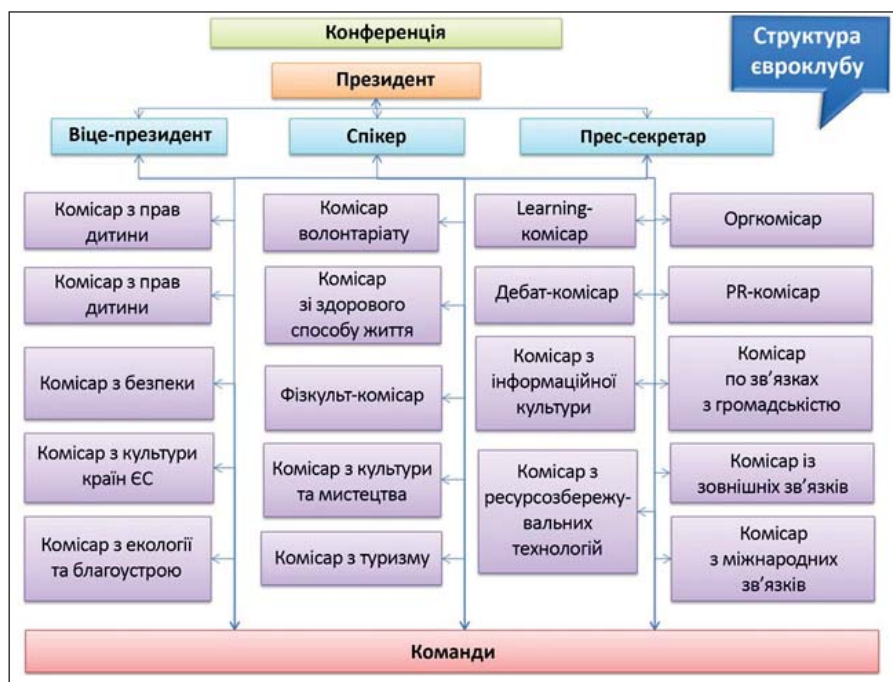 Конференція
Структура
євроклубу
Президент
Віце-президент
Спікер
Прес-секретар
Комісар з прав
дитини
Комісар
волонтаріату
Learning-
комісар
Оргкомісар
Комісар з прав
дитини
Комісар
зі здорового
способу життя
Дебат-комісар
PR-комісар
Комісар з безпеки
Фізкульт-комісар
Комісар з
інформаційної
культури
Комісар
по зв’язках
з громадськістю
Комісар з культури
країн ЄС
Комісар з культури
та мистецтва
Комісар з
ресурсозбережу-
вальних
технологій
Комісар із
зовнішніх зв’язків
Комісар з екології
та благоустрою
Комісар з туризму
Комісар
з міжнародних
зв’язків
Команди